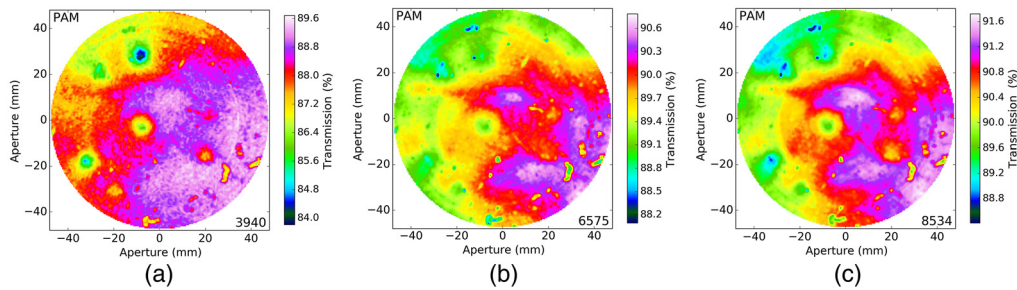 PAM
40
20
0
−20
−40
Aperture (mm)
−40 −20 0 20 40
Aperture (mm)
3940
89.6
88.8
88.0
87.2
86.4
85.6
84.8
84.0
Transmission (%)
(a)
PAM
40
20
0
−20
−40
Aperture (mm)
−40 −20 0 20 40
Aperture (mm)
6575
90.6
90.3
90.0
89.7
89.4
89.1
88.8
88.5
88.2
Transmission (%)
(b)
PAM
40
20
0
−20
−40
Aperture (mm)
−40 −20 0 20 40
Aperture (mm)
8534
91.6
91.2
90.8
90.4
90.0
89.6
89.2
88.8
Transmission (%)
(c)